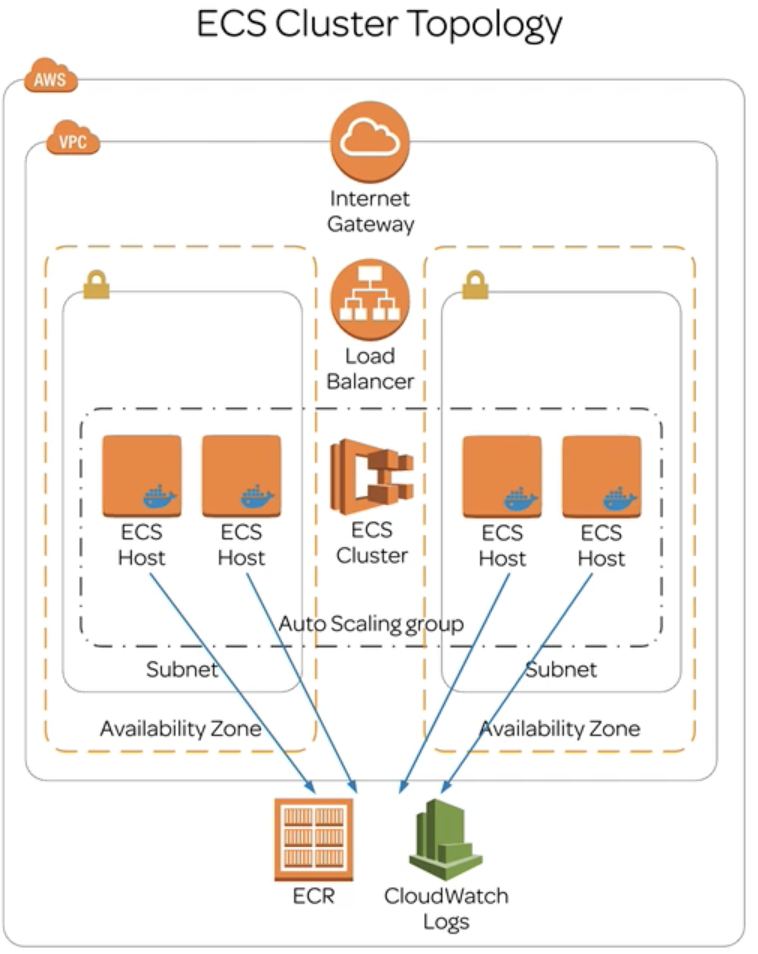 ECS Cluster Topology
AWS
VPC
Internet
Gateway
Load
Balancer
ECS
Host
ECS
Host
ECS
Cluster
ECS
Host
ECS
Host
Auto Scaling group
Subnet
Subnet
Availability Zone
Availability Zone
ECR
CloudWatch
Logs